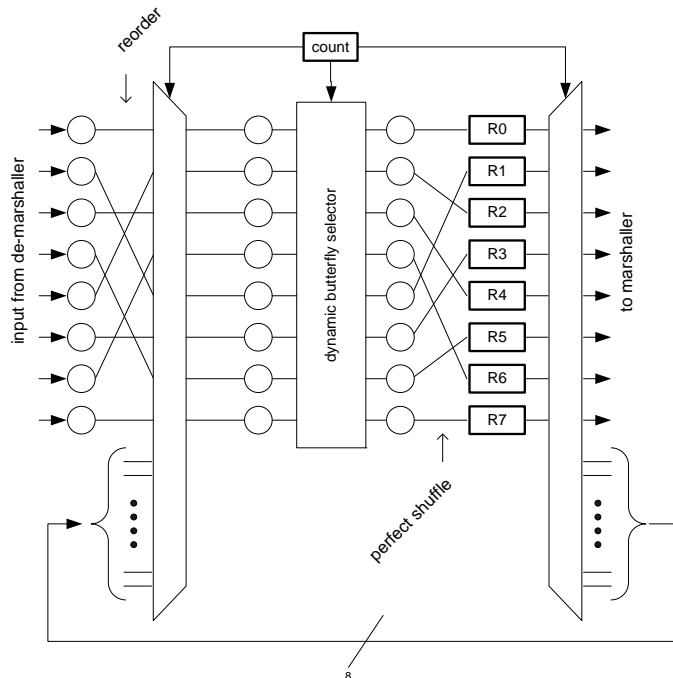 reorder
count
input from de-marshaller
dynamic butterfly selector
R0
R1
R2
R3
R4
R5
R6
R7
to marshaller
perfect shuffle
8